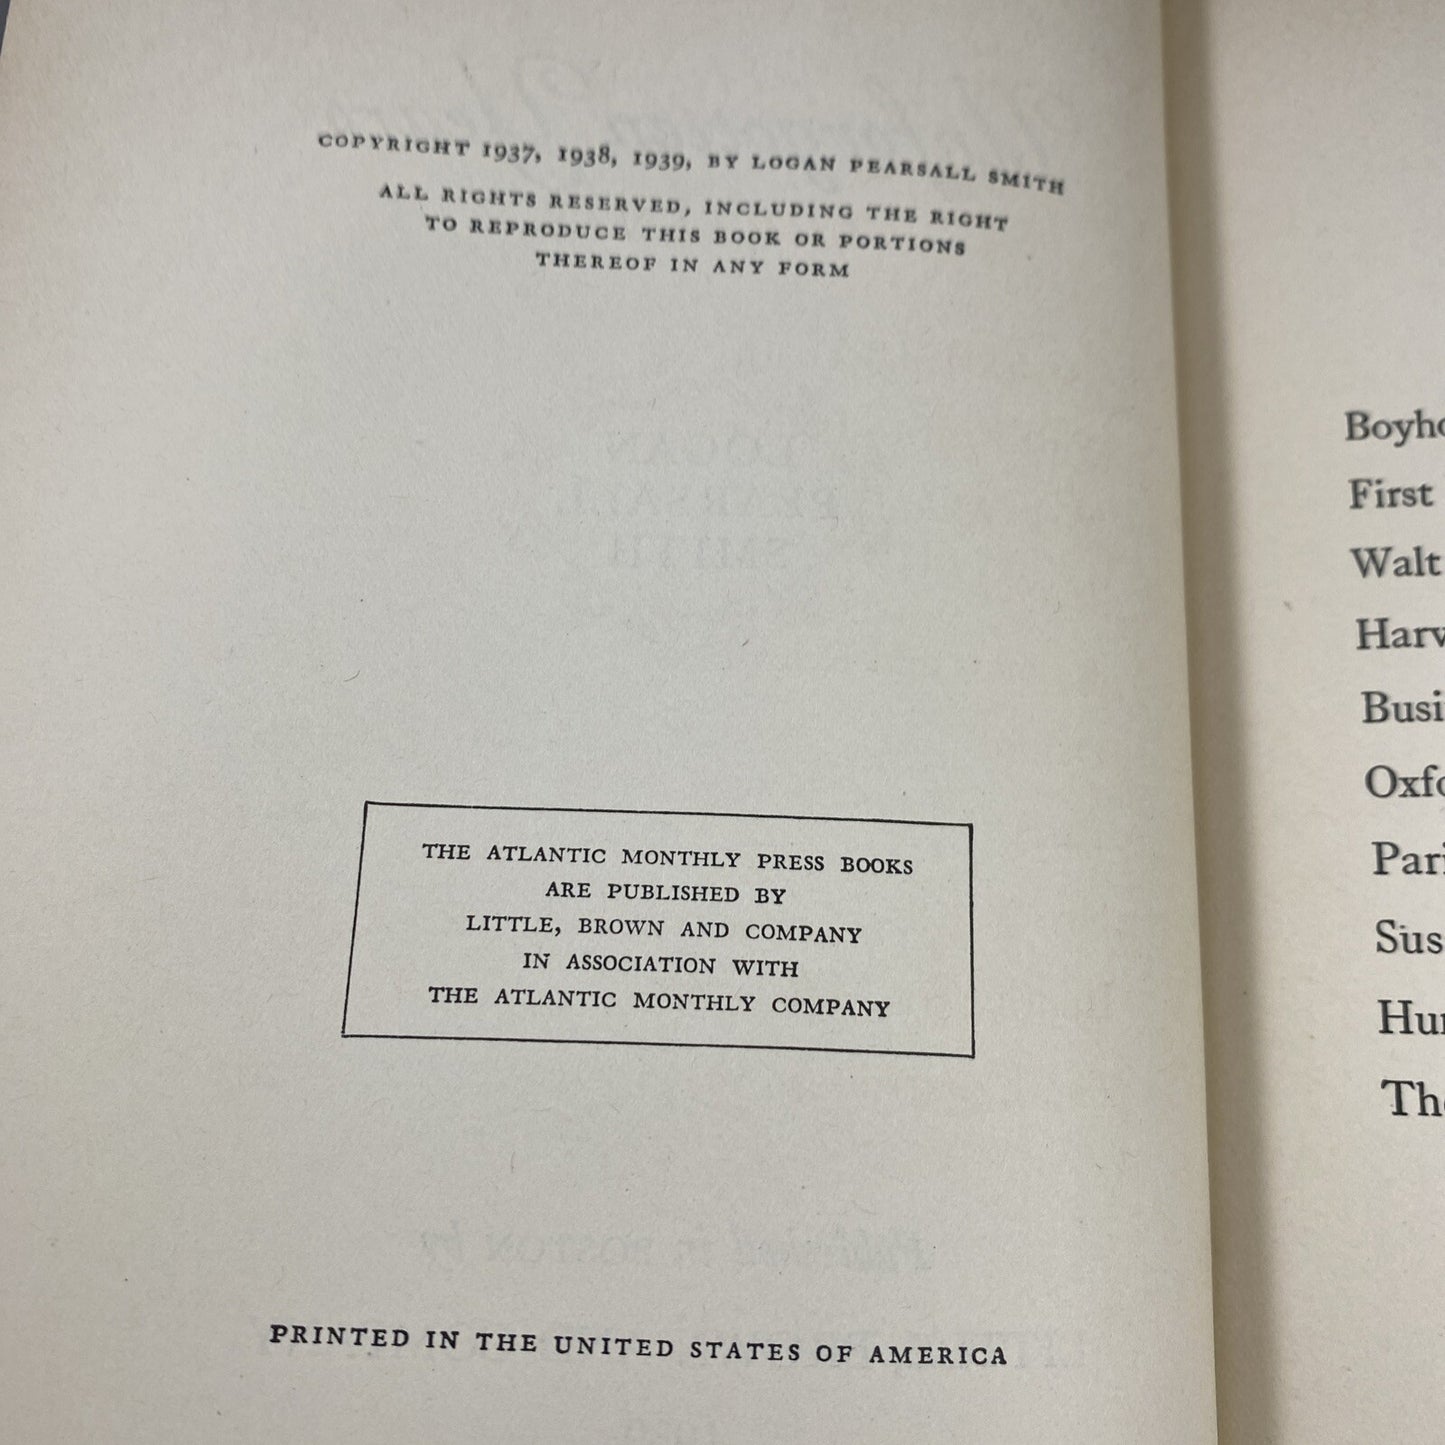 COPYRIGHT 1937, 1938, 1939, BY LOGAN PEARSALL SMITH
ALL RIGHTS RESERVED, INCLUDING THE RIGHT
TO REPRODUCE THIS BOOK OR PORTIONS
THEREOF IN ANY FORM
THE ATLANTIC MONTHLY PRESS BOOKS
ARE PUBLISHED BY
LITTLE, BROWN AND COMPANY
IN ASSOCIATION WITH
THE ATLANTIC MONTHLY COMPANY
PRINTED IN THE UNITED STATES OF AMERICA
First
Walt